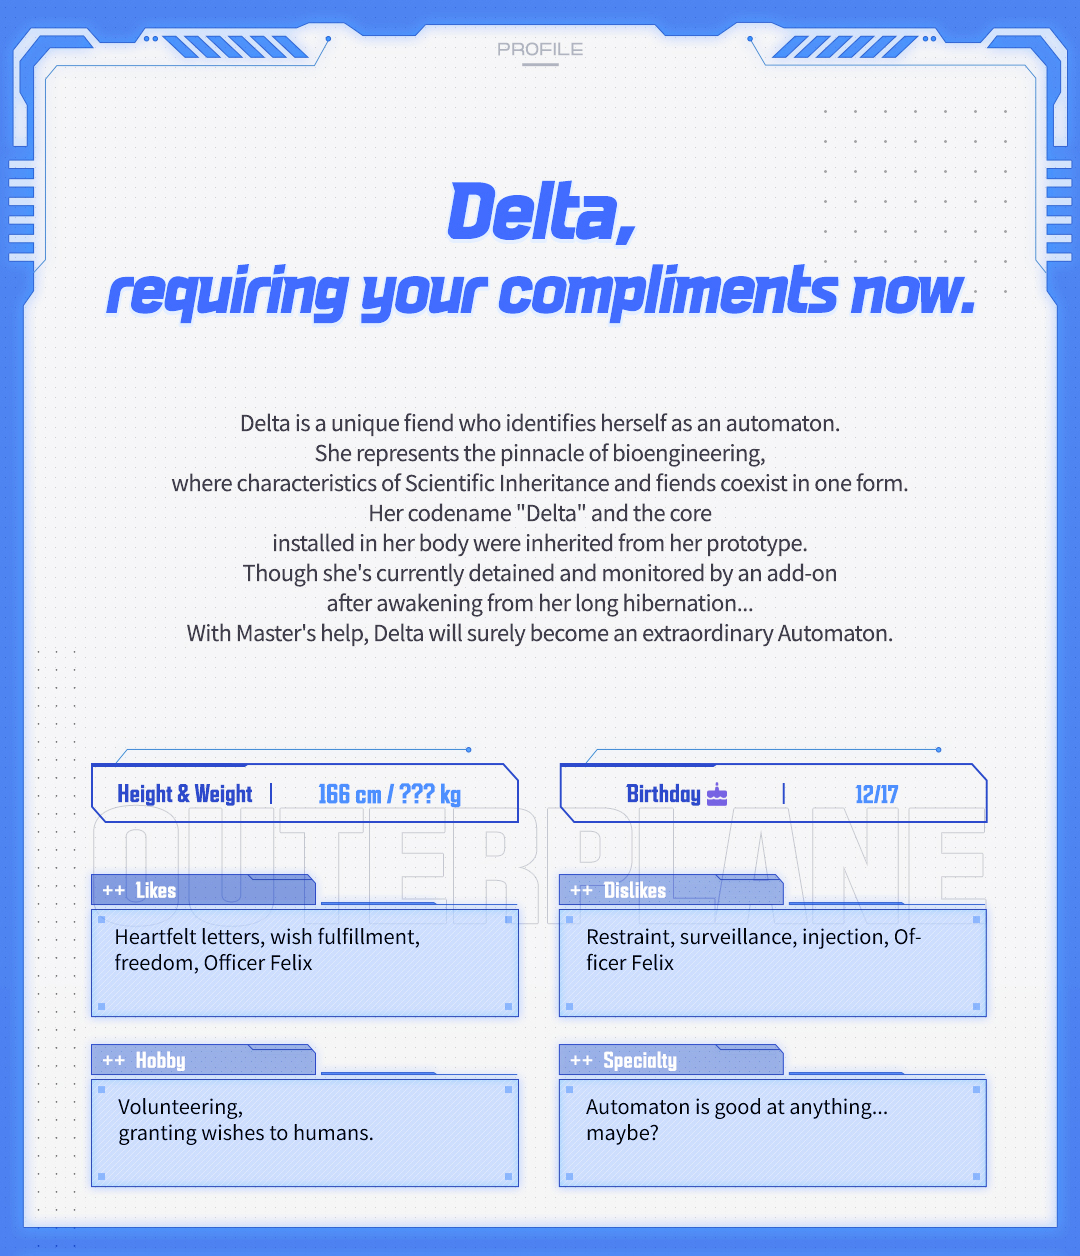 PROFILE
Delta,
requiring your compliments now.
Delta is a unique fiend who identifies herself as an automaton.
She represents the pinnacle of bioengineering,
where characteristics of Scientific Inheritance and fiends coexist in one form.
Her codename "Delta" and the core
installed in her body were inherited from her prototype.
Though she's currently detained and monitored by an add-on
after awakening from her long hibernation...
With Master's help, Delta will surely become an extraordinary Automaton.
Height & Weight | 166 cm / ??? kg
Birthday | 12/17
OUTERPLANE
++ Likes
Heartfelt letters, wish fulfillment,
freedom, Officer Felix
++ Dislikes
Restraint, surveillance, injection, Of-
ficer Felix
++ Hobby
Volunteering,
granting wishes to humans.
++ Specialty
Automaton is good at anything...
maybe?